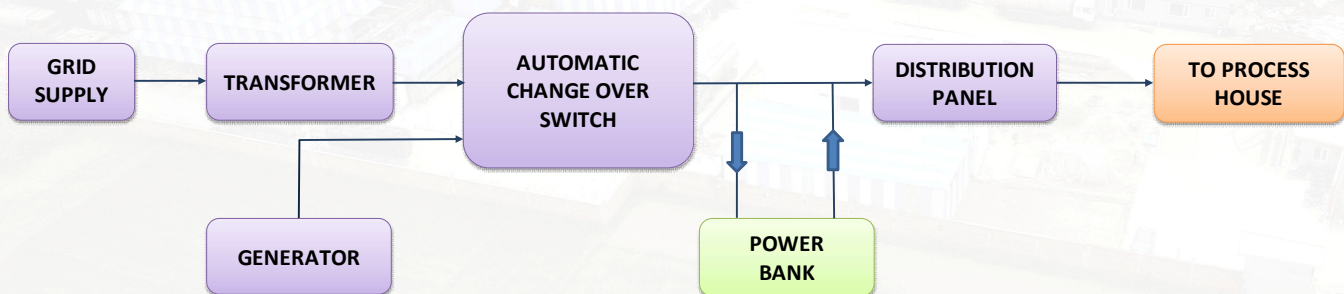 GRID
SUPPLY
TRANSFORMER
AUTOMATIC
CHANGE OVER
SWITCH
DISTRIBUTION
PANEL
TO PROCESS
HOUSE
GENERATOR
POWER
BANK